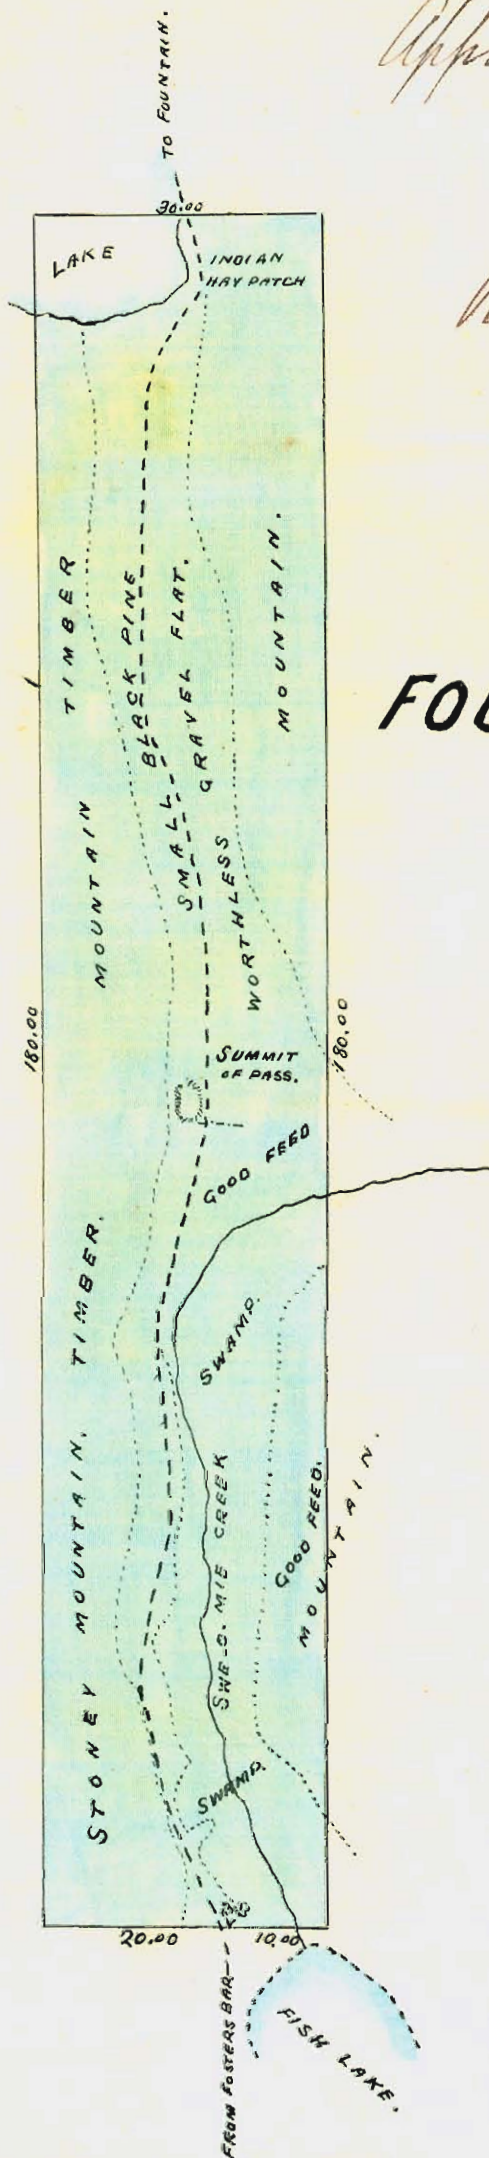 App
TO FOUNTAIN.
30.00
LAKE
INDIAN
HAY PATCH
TIMBER
MOUNTAIN
BLACK PINE
SMALL
GRAVEL FLAT.
WORTHLESS
MOUNTAIN.
FOU
180.00
180.00
SUMMIT
OF PASS.
GOOD FEED
SWAMP.
STONEY MOUNTAIN. TIMBER.
SWE-O. MIE CREEK
GOOD FEED.
MOUNTAIN.
SWAMP.
20.00
10.00
FROM FOSTERS BAR
FISH LAKE.